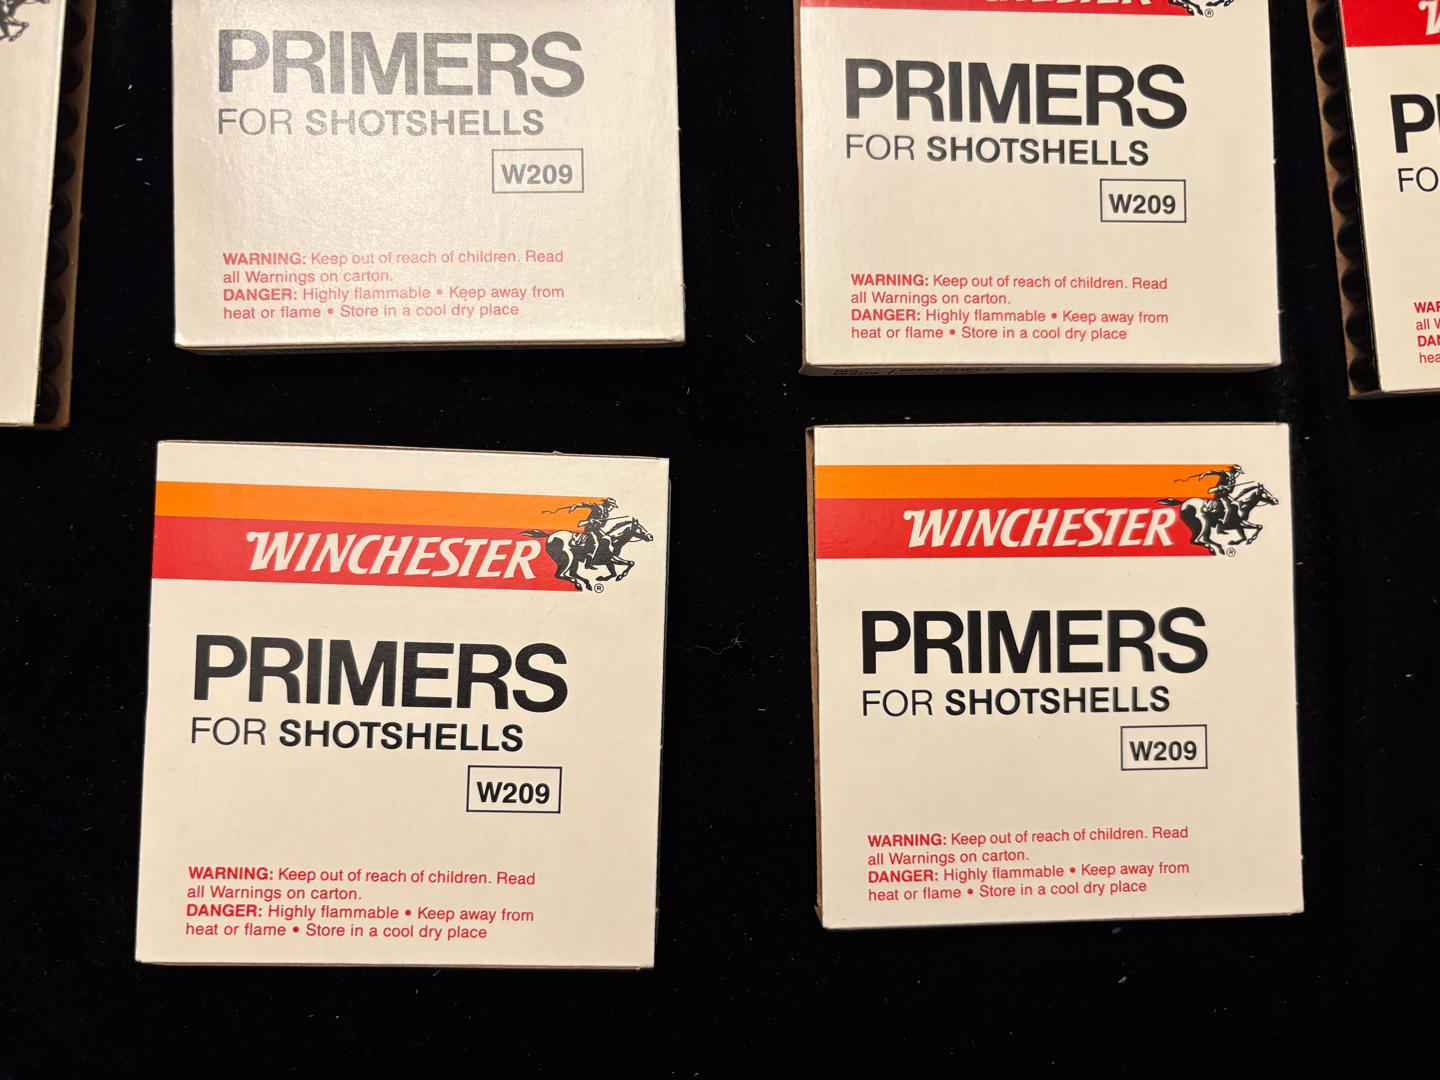 PRIMERS
FOR SHOTSHELLS
W209
WARNING: Keep out of reach of children. Read
all Warnings on carton.
DANGER: Highly flammable • Keep away from
heat or flame • Store in a cool dry place
PRIMERS
FOR SHOTSHELLS
W209
WARNING: Keep out of reach of children. Read
all Warnings on carton.
DANGER: Highly flammable • Keep away from
heat or flame • Store in a cool dry place
WINCHESTER
®
PRIMERS
FOR SHOTSHELLS
W209
WARNING: Keep out of reach of children. Read
all Warnings on carton.
DANGER: Highly flammable • Keep away from
heat or flame • Store in a cool dry place
WINCHESTER
®
PRIMERS
FOR SHOTSHELLS
W209
WARNING: Keep out of reach of children. Read
all Warnings on carton.
DANGER: Highly flammable • Keep away from
heat or flame • Store in a cool dry place